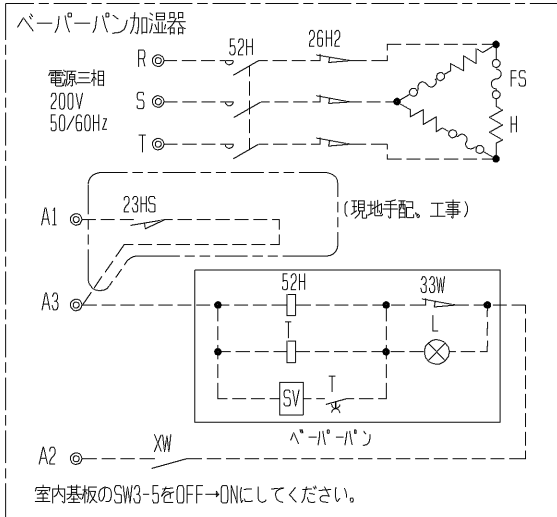 ベーパーパン加湿器
電源三相
200V
50/60Hz
R
52H
26H2
S
T
FS
H
A1
23HS
(現地手配。工事)
A3
52H
33W
T
L
SV
T
ベーパーパン
A2
XW
室内基板のSW3-5をOFF→ONにしてください。